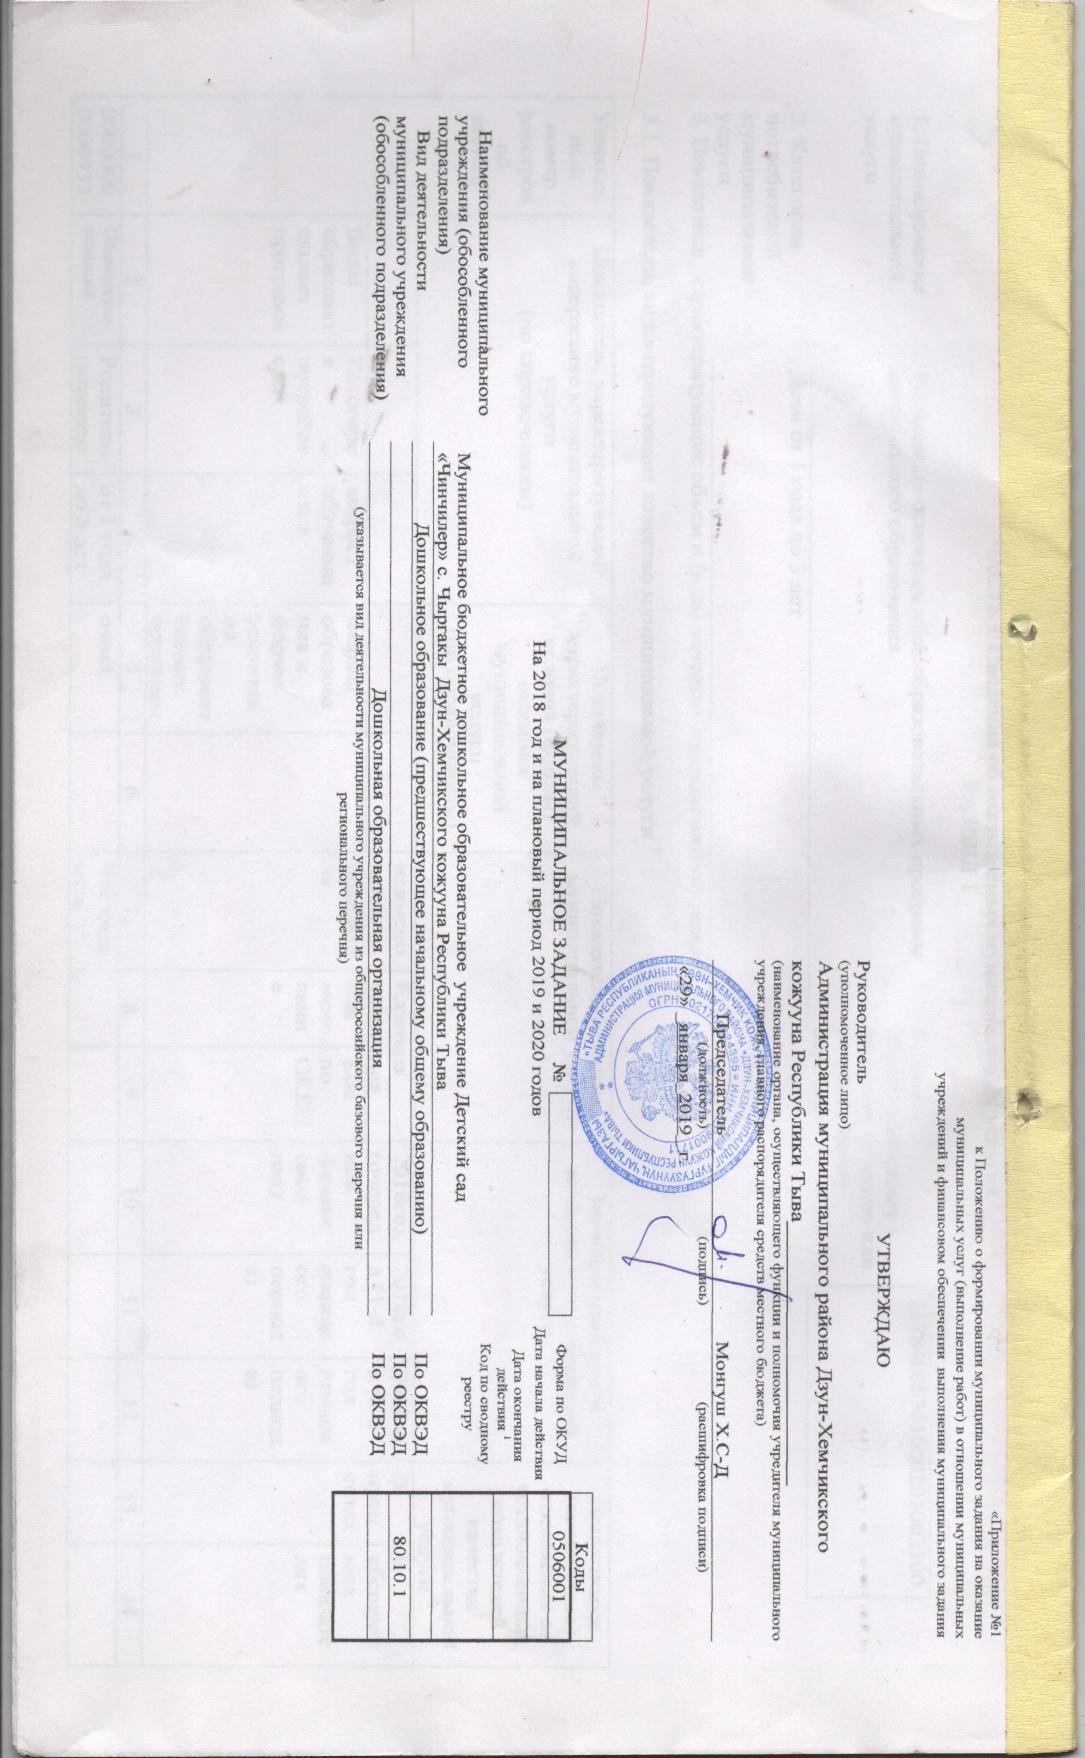 «Приложение №1
к Положению о формировании муниципального задания на оказание
муниципальных услуг (выполнение работ) в отношении муниципальных
учреждений и финансовом обеспечении выполнения муниципального задания
УТВЕРЖДАЮ
Руководитель
(уполномоченное лицо)
Администрация муниципального района Дзун-Хемчикского
кожууна Республики Тыва
(наименование органа, осуществляющего функции и полномочия учредителя муниципального
учреждения, главного распорядителя средств местного бюджета)
Председатель Монгуш Х.С-Д
(должность) (подпись) (расшифровка подписи)
«29» января 2019 г
МУНИЦИПАЛЬНОЕ ЗАДАНИЕ №
На 2018 год и на плановый период 2019 и 2020 годов
Коды
Форма по ОКУД 0506001
Дата начала действия
Дата окончания
действия 1
Код по сводному
реестру
Наименование муниципального
учреждения (обособленного
подразделения)
Муниципальное бюджетное дошкольное образовательное учреждение Детский сад
«Чинчилер» с. Чыргакы Дзун-Хемчикского кожууна Республики Тыва
Вид деятельности
муниципального учреждения
(обособленного подразделения)
Дошкольное образование (предшествующее начальному общему образованию)
По ОКВЭД
По ОКВЭД 80.10.1
По ОКВЭД
Дошкольная образовательная организация
(указывается вид деятельности муниципального учреждения из общероссийского базового перечня или
регионального перечня)